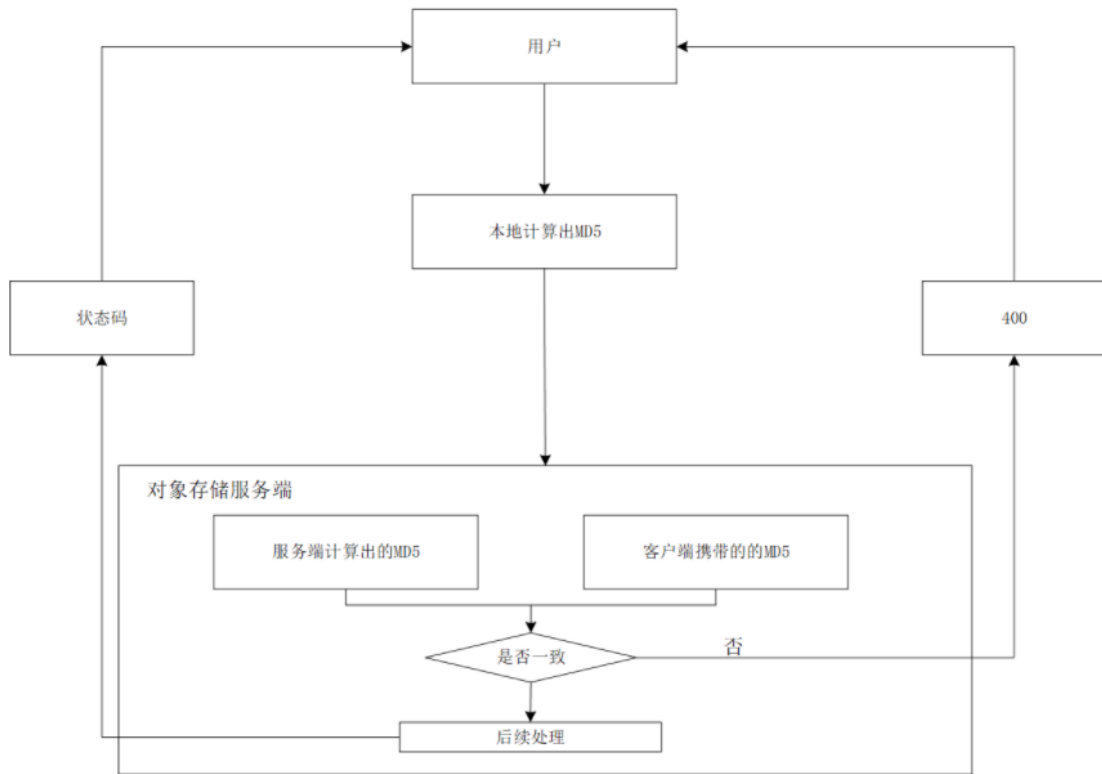 用户
本地计算出MD5
状态码
400
对象存储服务端
服务端计算出的MD5
客户端携带的的MD5
是否一致
否
后续处理